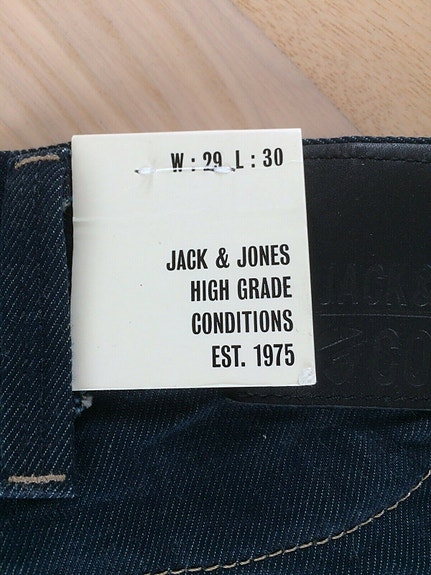 W : 29 L : 30
JACK & JONES
HIGH GRADE
CONDITIONS
EST. 1975